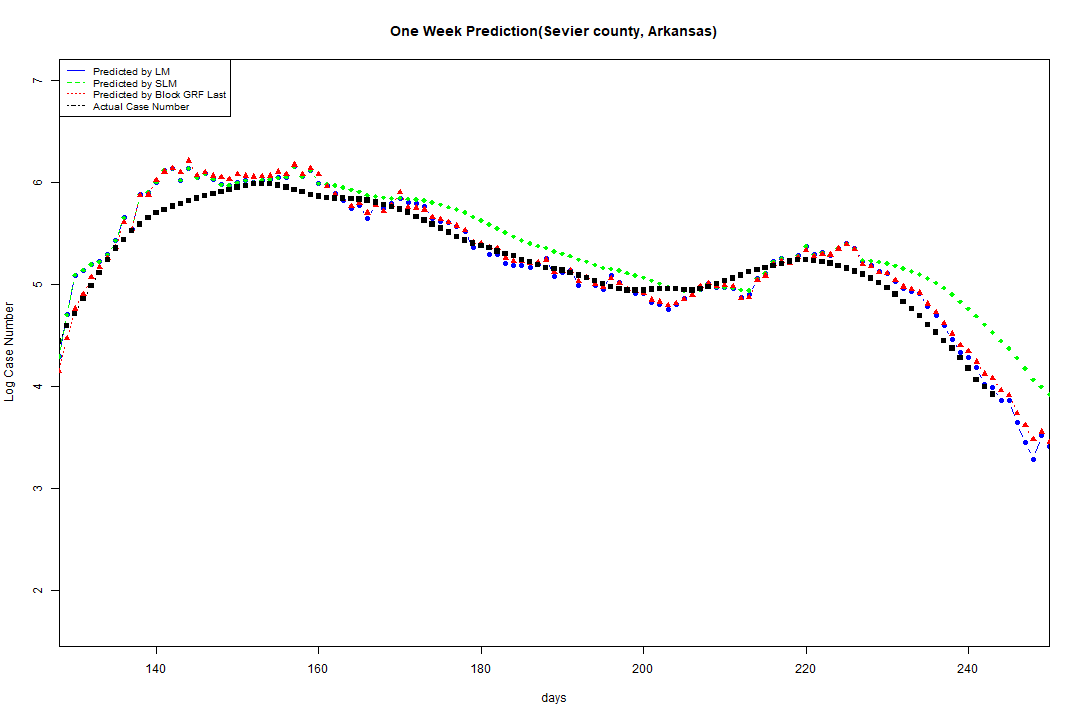 One Week Prediction(Sevier county, Arkansas)
Predicted by LM
Predicted by SLM
Predicted by Block GRF Last
Actual Case Number
7
6
5
4
3
2
Log Case Number
140 160 180 200 220 240
days